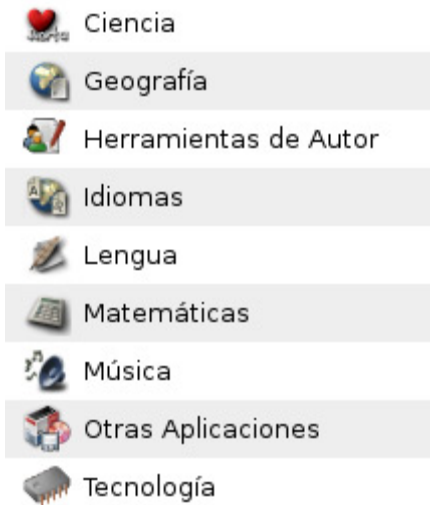 Ciencia
Geografía
Herramientas de Autor
Idiomas
Lengua
Matemáticas
Música
Otras Aplicaciones
Tecnología